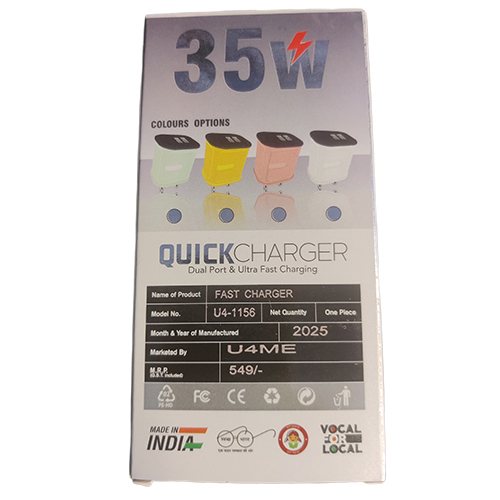 35W
COLOURS OPTIONS
QUICKCHARGER
Dual Port & Ultra Fast Charging
Name of Product FAST CHARGER
Model No. U4-1156 Net Quantity One Piece
Month & Year of Manufactured 2025
Marketed By U4ME
M.R.P. 549/-
FC CE
MADE IN
INDIA
VOCAL
FOR
LOCAL